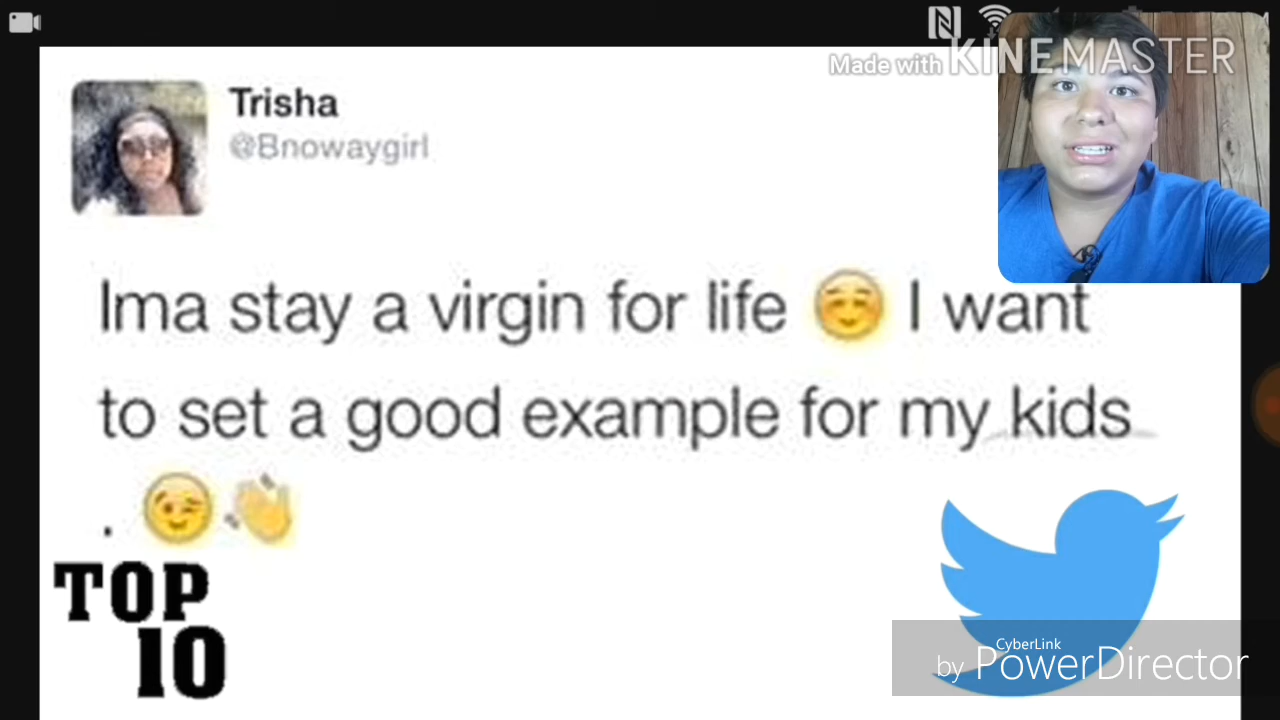 Made with KINEMASTER
Trisha
@Bnowaygirl
Ima stay a virgin for life ☺️ I want
to set a good example for my kids
. 😉👏
TOP
10
CyberLink
by PowerDirector